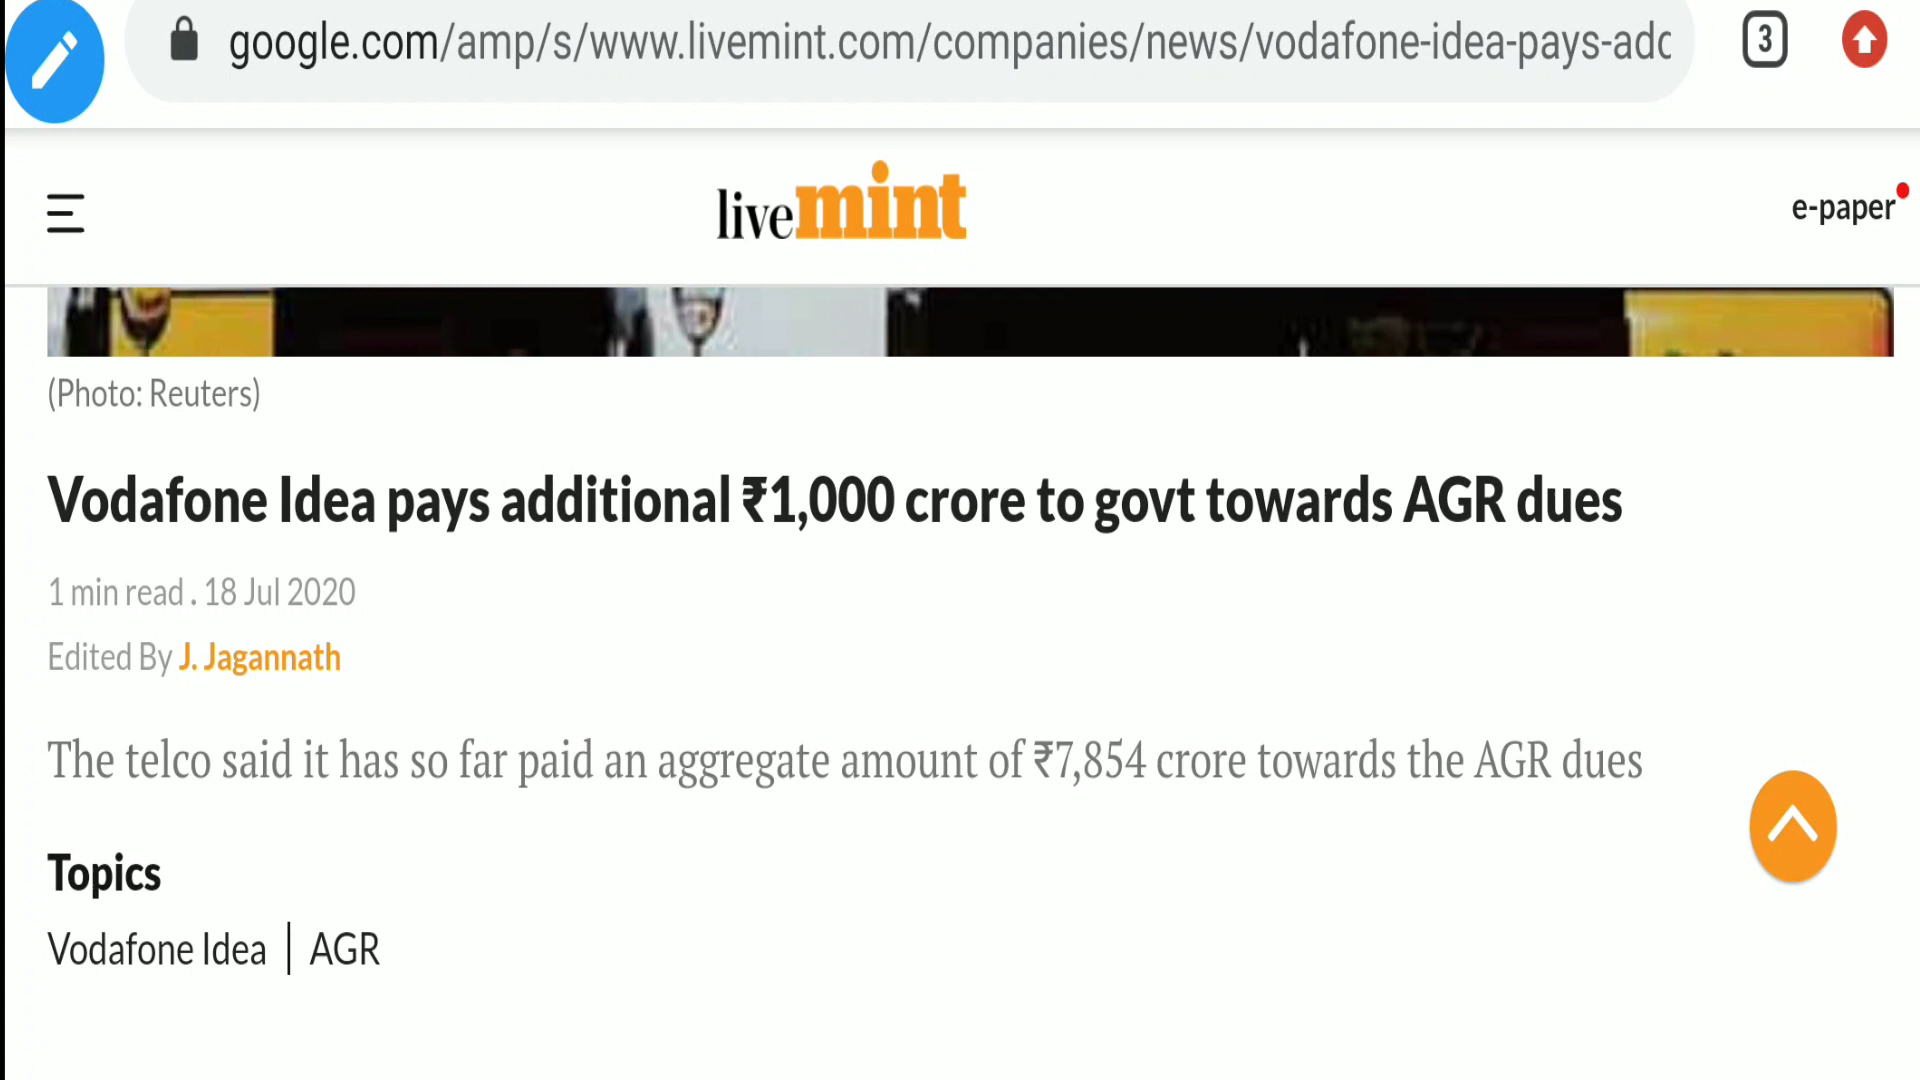 google.com/amp/s/www.livemint.com/companies/news/vodafone-idea-pays-add
3
livemint
e-paper
(Photo: Reuters)
Vodafone Idea pays additional ₹1,000 crore to govt towards AGR dues
1 min read . 18 Jul 2020
Edited By J. Jagannath
The telco said it has so far paid an aggregate amount of ₹7,854 crore towards the AGR dues
Topics
Vodafone Idea | AGR